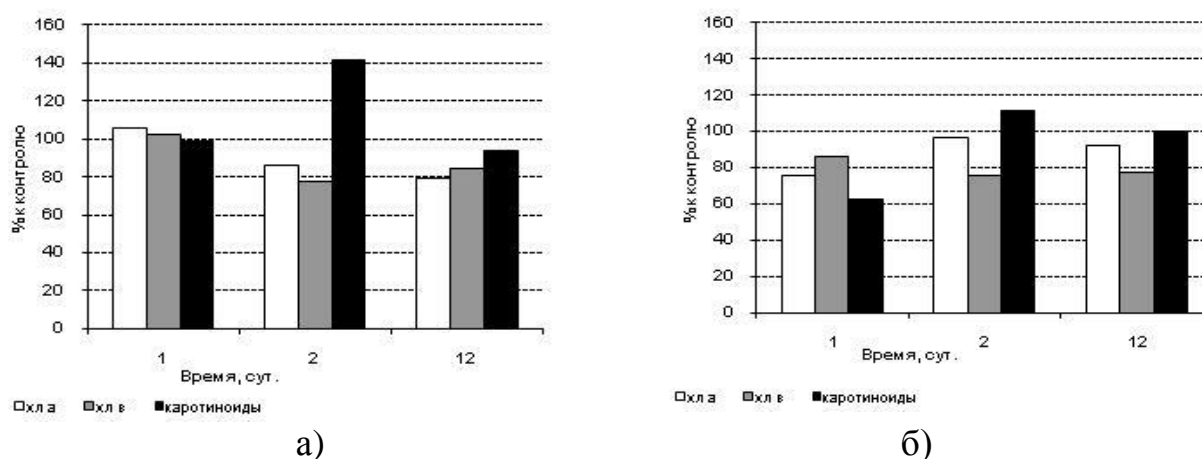 160
140
120
100
80
60
40
20
0
% к контролю
1
2
12
Время, сут.
хл а
хл в
каротиноиды
а)
160
140
120
100
80
60
40
20
0
% к контролю
1
2
12
Время, сут.
хл а
хл в
каротиноиды
б)